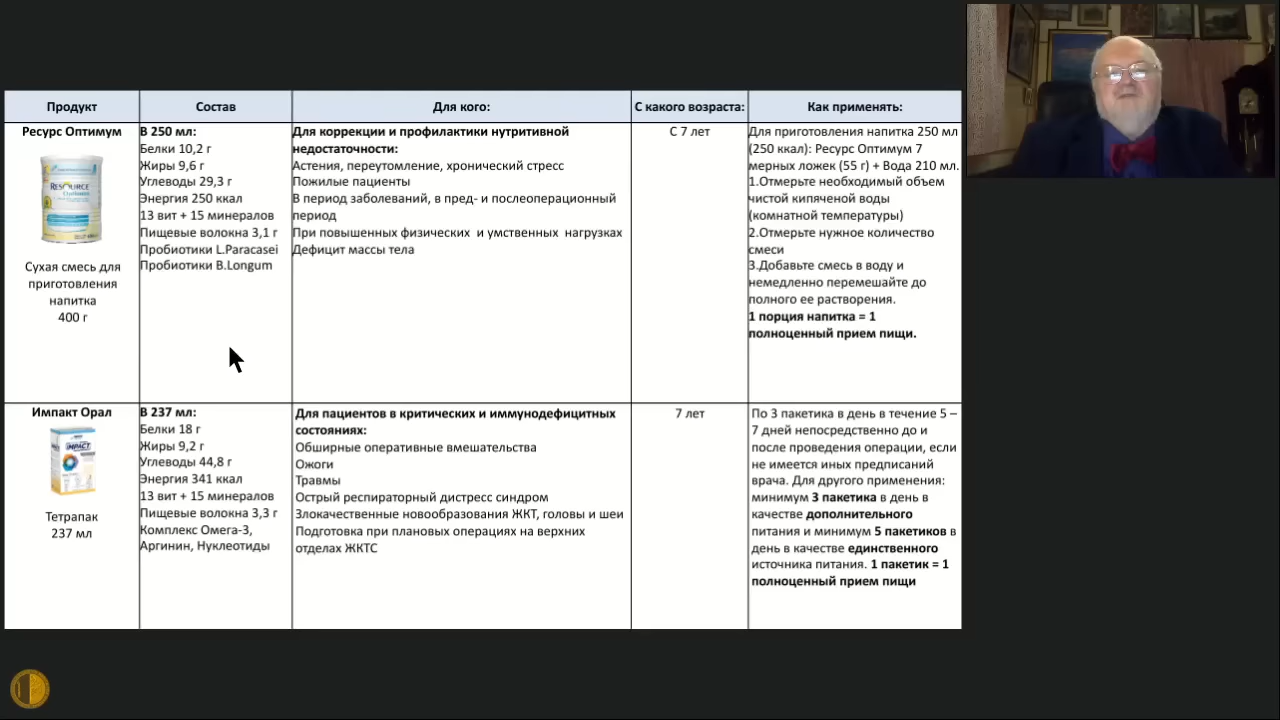 Продукт
Состав
Для кого:
С какого возраста:
Как применять:
Ресурс Оптимум
RESOURCE
Optimum
Сухая смесь для
приготовления
напитка
400 г
В 250 мл:
Белки 10,2 г
Жиры 9,6 г
Углеводы 29,3 г
Энергия 250 ккал
13 вит + 15 минералов
Пищевые волокна 3,1 г
Пробиотики L.Paracasei
Пробиотики B.Longum
Для коррекции и профилактики нутритивной
недостаточности:
Астения, переутомление, хронический стресс
Пожилые пациенты
В период заболеваний, в пред- и послеоперационный
период
При повышенных физических и умственных нагрузках
Дефицит массы тела
С 7 лет
Для приготовления напитка 250 мл
(250 ккал): Ресурс Оптимум 7
мерных ложек (55 г) + Вода 210 мл.
1.Отмерьте необходимый объем
чистой кипяченой воды
(комнатной температуры)
2.Отмерьте нужное количество
смеси
3.Добавьте смесь в воду и
немедленно перемешайте до
полного ее растворения.
1 порция напитка = 1
полноценный прием пищи.
Импакт Орал
IMPACT
Тетрапак
237 мл
В 237 мл:
Белки 18 г
Жиры 9,2 г
Углеводы 44,8 г
Энергия 341 ккал
13 вит + 15 минералов
Пищевые волокна 3,3 г
Комплекс Омега-3,
Аргинин, Нуклеотиды
Для пациентов в критических и иммунодефицитных
состояниях:
Обширные оперативные вмешательства
Ожоги
Травмы
Острый респираторный дистресс синдром
Злокачественные новообразования ЖКТ, головы и шеи
Подготовка при плановых операциях на верхних
отделах ЖКТС
7 лет
По 3 пакетика в день в течение 5 –
7 дней непосредственно до и
после проведения операции, если
не имеется иных предписаний
врача. Для другого применения:
минимум 3 пакетика в день в
качестве дополнительного
питания и минимум 5 пакетиков в
день в качестве единственного
источника питания. 1 пакетик = 1
полноценный прием пищи